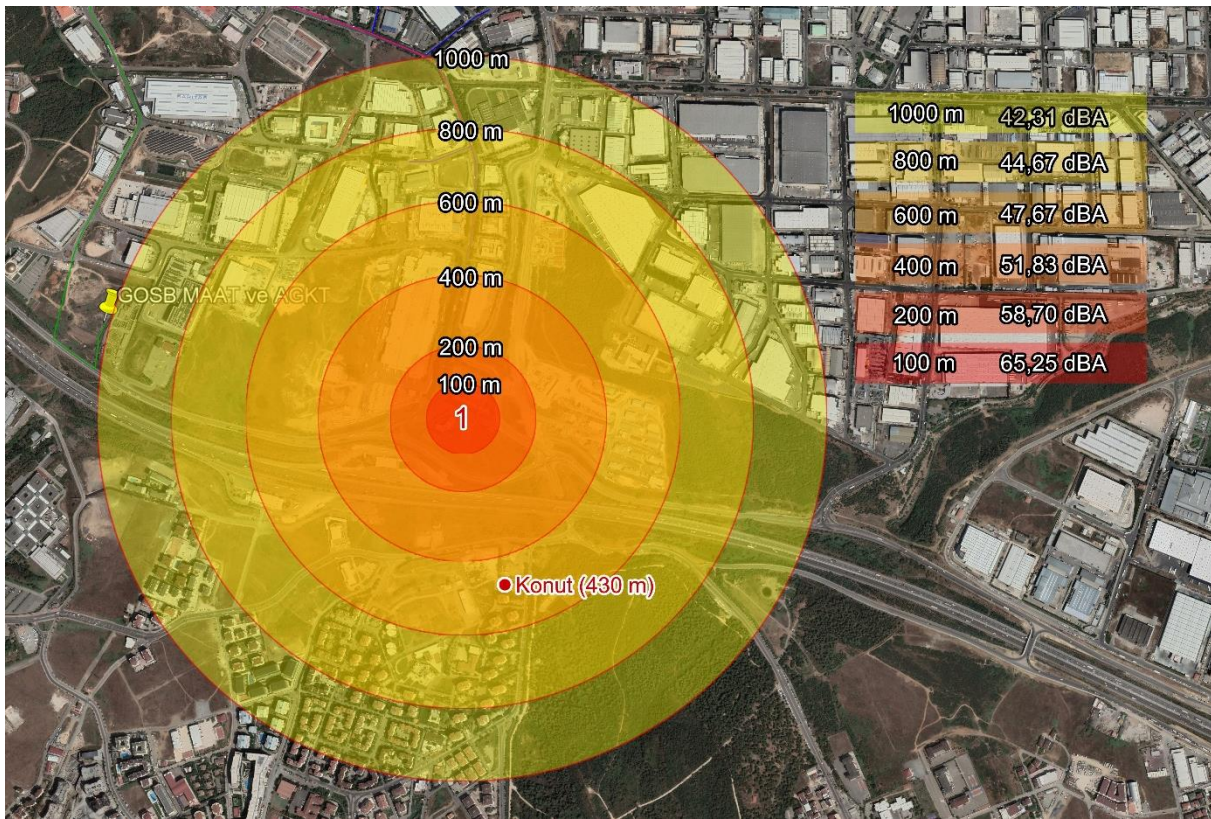 1000 m
800 m
600 m
400 m
200 m
100 m
1
GOSB MAAT ve AGKT
Konut (430 m)
1000 m 42,31 dBA
800 m 44,67 dBA
600 m 47,67 dBA
400 m 51,83 dBA
200 m 58,70 dBA
100 m 65,25 dBA